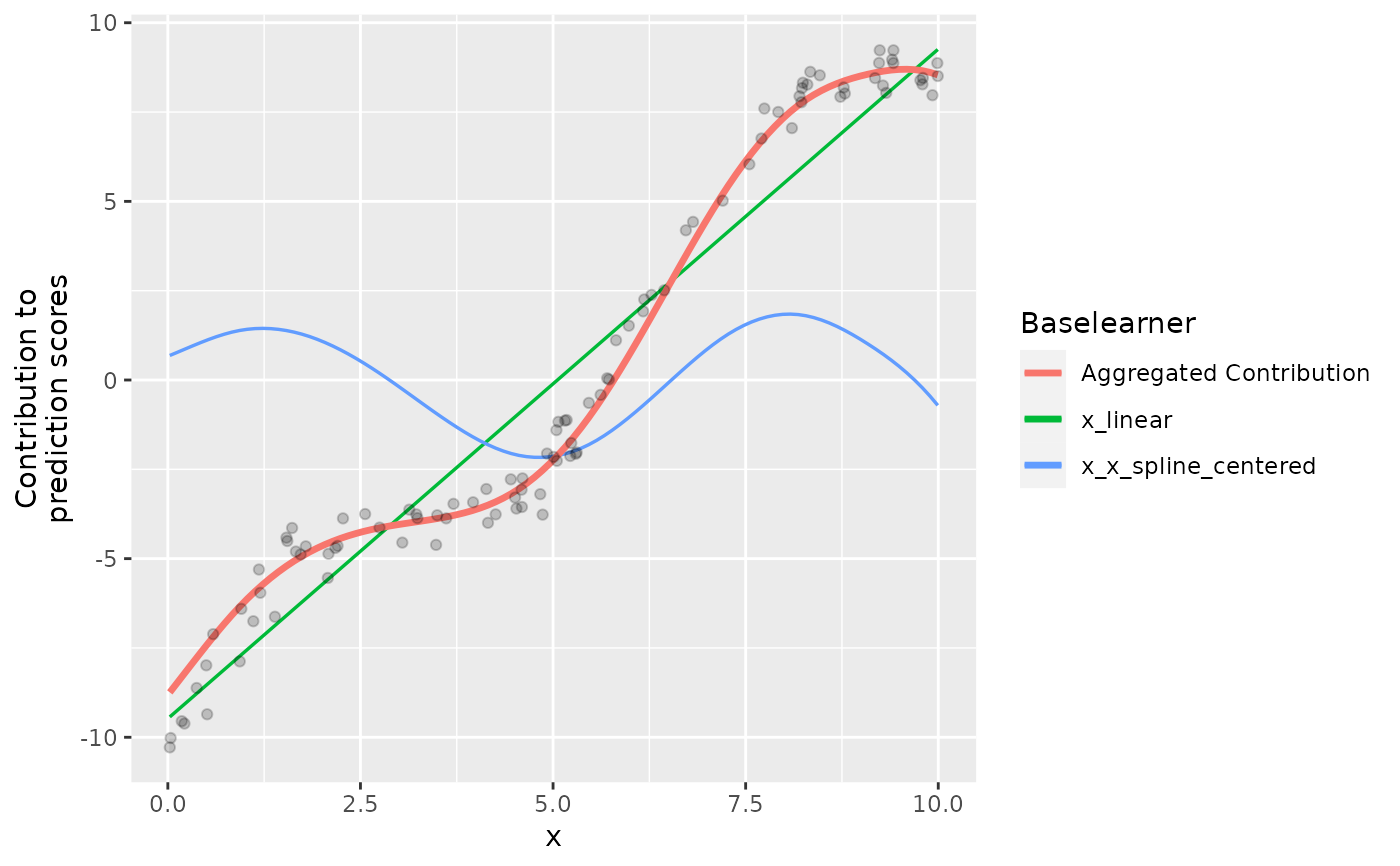 10
5
0
-5
-10
Contribution to
prediction scores
0.0
2.5
5.0
7.5
10.0
x
Baselearner
Aggregated Contribution
x_linear
x_x_spline_centered